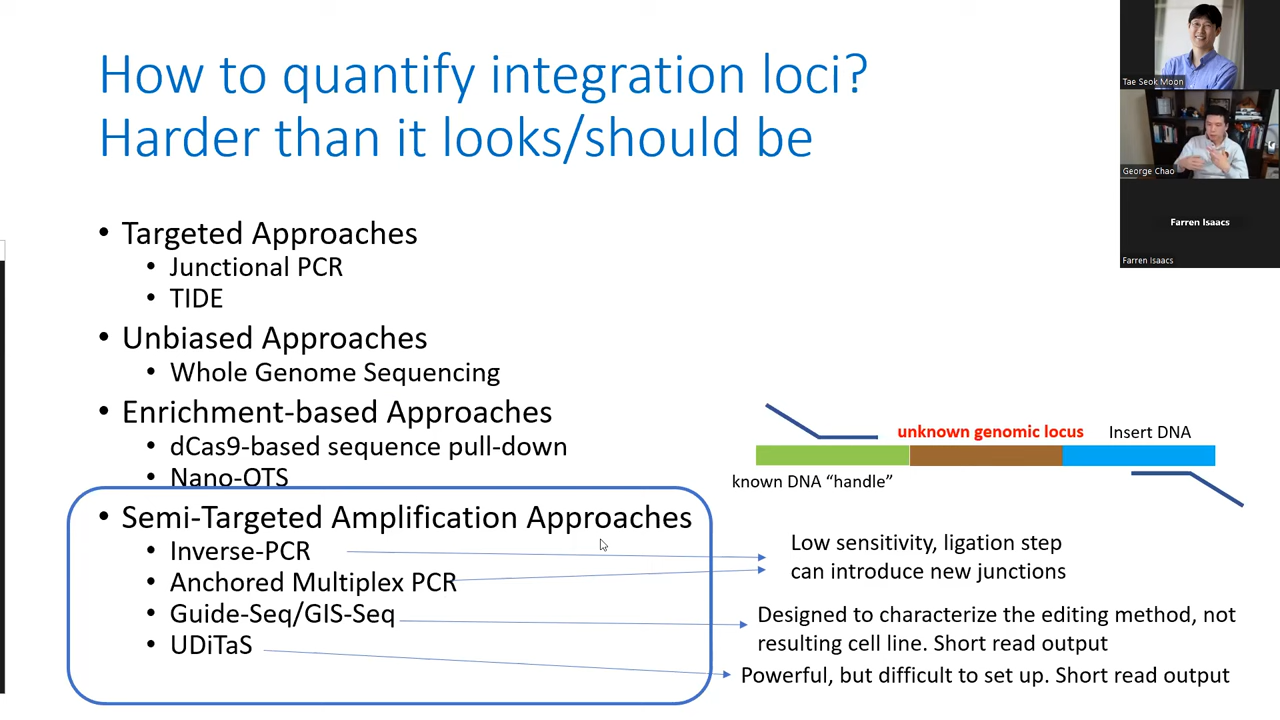 How to quantify integration loci?
Harder than it looks/should be
• Targeted Approaches
• Junctional PCR
• TIDE
• Unbiased Approaches
• Whole Genome Sequencing
• Enrichment-based Approaches
• dCas9-based sequence pull-down
• Nano-OTS
• Semi-Targeted Amplification Approaches
• Inverse-PCR
• Anchored Multiplex PCR
• Guide-Seq/GIS-Seq
• UDiTaS
unknown genomic locus
Insert DNA
known DNA “handle”
Low sensitivity, ligation step
can introduce new junctions
Designed to characterize the editing method, not
resulting cell line. Short read output
Powerful, but difficult to set up. Short read output
Tae Seok Moon
George Chao
Farren Isaacs
Farren Isaacs